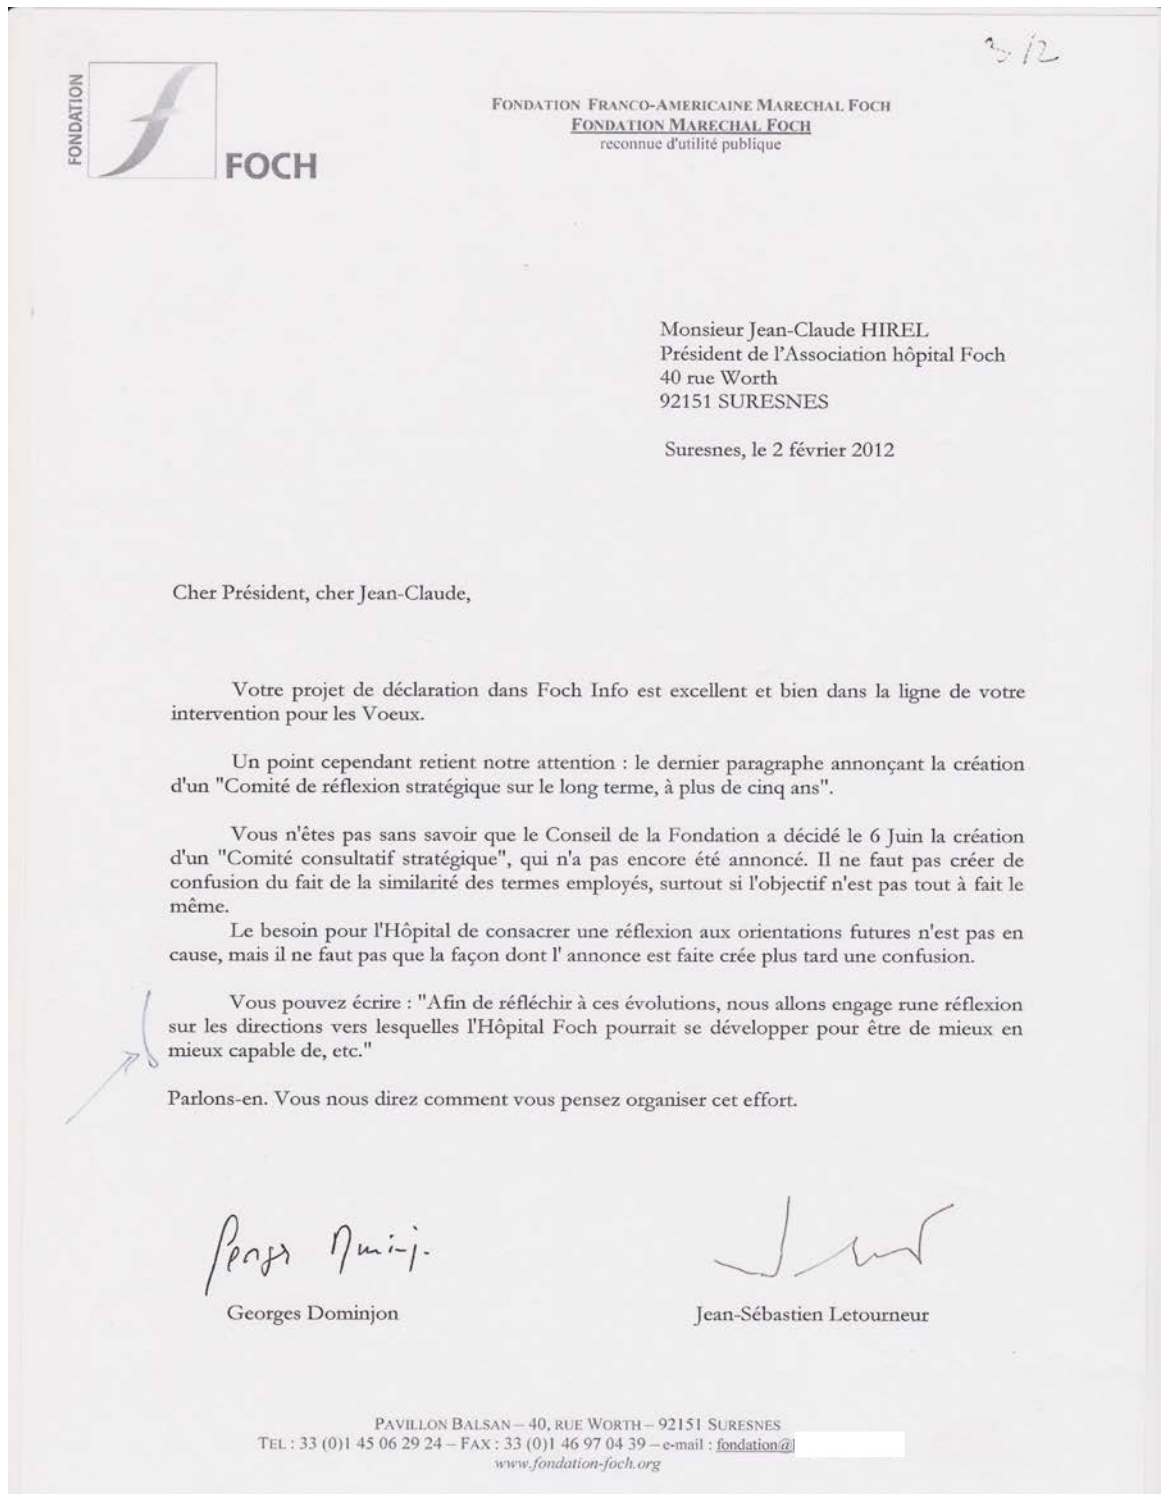 3/2
FONDATION
FOCH
FONDATION FRANCO-AMERICAINE MARECHAL FOCH
FONDATION MARECHAL FOCH
reconnue d'utilité publique
Monsieur Jean-Claude HIREL
Président de l'Association hôpital Foch
40 rue Worth
92151 SURESNES
Suresnes, le 2 février 2012
Cher Président, cher Jean-Claude,
Votre projet de déclaration dans Foch Info est excellent et bien dans la ligne de votre
intervention pour les Voeux.
Un point cependant retient notre attention : le dernier paragraphe annonçant la création
d'un "Comité de réflexion stratégique sur le long terme, à plus de cinq ans".
Vous n'êtes pas sans savoir que le Conseil de la Fondation a décidé le 6 Juin la création
d'un "Comité consultatif stratégique", qui n'a pas encore été annoncé. Il ne faut pas créer de
confusion du fait de la similarité des termes employés, surtout si l'objectif n'est pas tout à fait le
même.
Le besoin pour l'Hôpital de consacrer une réflexion aux orientations futures n'est pas en
cause, mais il ne faut pas que la façon dont l' annonce est faite crée plus tard une confusion.
Vous pouvez écrire : "Afin de réfléchir à ces évolutions, nous allons engage rune réflexion
sur les directions vers lesquelles l'Hôpital Foch pourrait se développer pour être de mieux en
mieux capable de, etc."
Parlons-en. Vous nous direz comment vous pensez organiser cet effort.
Georges Dominjon
Jean-Sébastien Letourneur
PAVILLON BALSAN – 40, RUE WORTH – 92151 SURESNES
TEL : 33 (0)1 45 06 29 24 – FAX : 33 (0)1 46 97 04 39 – e-mail : fondation@
www.fondation-foch.org